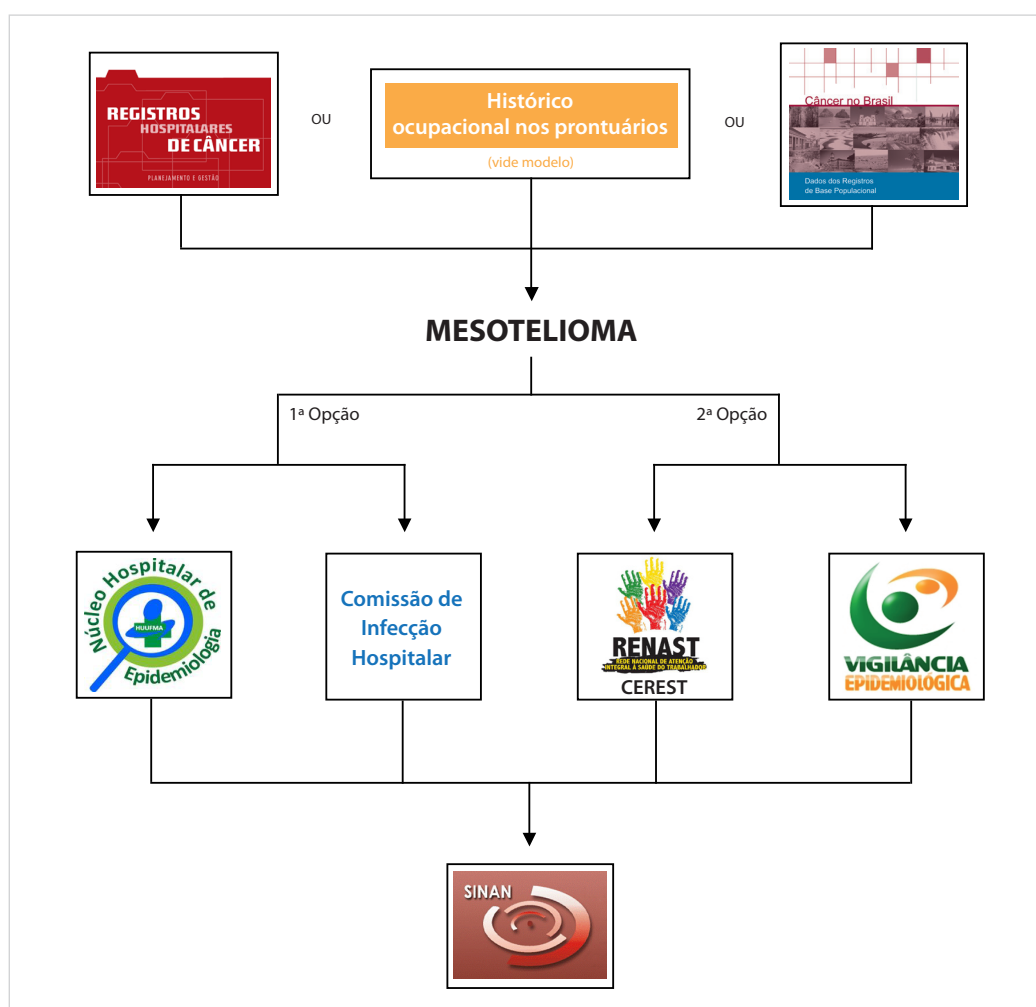 REGISTROS
HOSPITALARES
DE CÂNCER
PLANEJAMENTO E GESTÃO
OU
Histórico
ocupacional nos prontuários
(vide modelo)
OU
Câncer no Brasil
Dados dos Registros
de Base Populacional
MESOTELIOMA
1ª Opção
2ª Opção
Núcleo Hospitalar de
HUUFMA
Epidemiologia
Comissão de
Infecção
Hospitalar
RENAST
REDE NACIONAL DE ATENÇÃO
INTEGRAL À SAÚDE DO TRABALHADOR
CEREST
VIGILÂNCIA
EPIDEMIOLÓGICA
SINAN